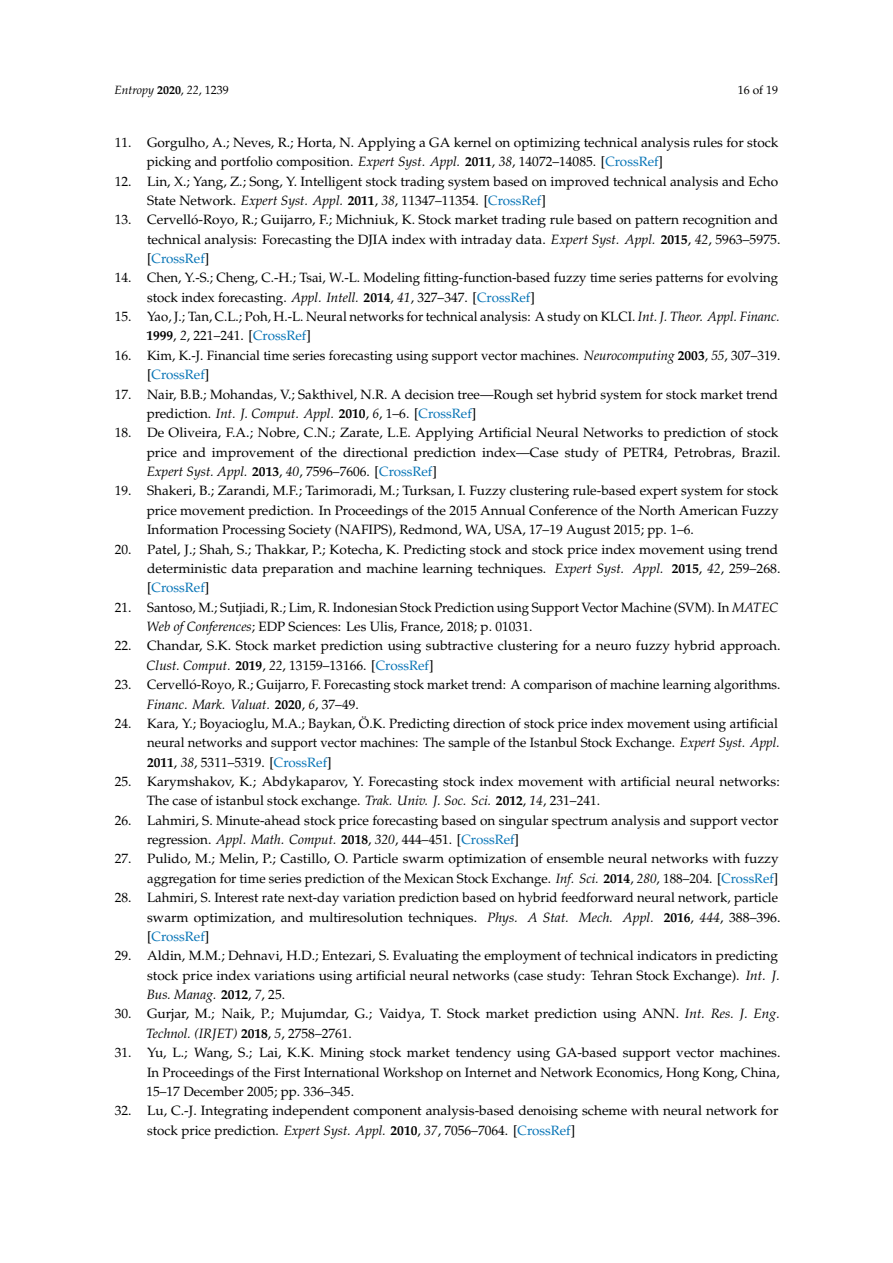 Entropy 2020, 22, 1239
16 of 19
11. Gorgulho, A.; Neves, R.; Horta, N. Applying a GA kernel on optimizing technical analysis rules for stock
picking and portfolio composition. Expert Syst. Appl. 2011, 38, 14072–14085. [CrossRef]
12. Lin, X.; Yang, Z.; Song, Y. Intelligent stock trading system based on improved technical analysis and Echo
State Network. Expert Syst. Appl. 2011, 38, 11347–11354. [CrossRef]
13. Cervelló-Royo, R.; Guijarro, F.; Michniuk, K. Stock market trading rule based on pattern recognition and
technical analysis: Forecasting the DJIA index with intraday data. Expert Syst. Appl. 2015, 42, 5963–5975.
[CrossRef]
14. Chen, Y.-S.; Cheng, C.-H.; Tsai, W.-L. Modeling fitting-function-based fuzzy time series patterns for evolving
stock index forecasting. Appl. Intell. 2014, 41, 327–347. [CrossRef]
15. Yao, J.; Tan, C.L.; Poh, H.-L. Neural networks for technical analysis: A study on KLCI. Int. J. Theor. Appl. Financ.
1999, 2, 221–241. [CrossRef]
16. Kim, K.-J. Financial time series forecasting using support vector machines. Neurocomputing 2003, 55, 307–319.
[CrossRef]
17. Nair, B.B.; Mohandas, V.; Sakthivel, N.R. A decision tree—Rough set hybrid system for stock market trend
prediction. Int. J. Comput. Appl. 2010, 6, 1–6. [CrossRef]
18. De Oliveira, F.A.; Nobre, C.N.; Zarate, L.E. Applying Artificial Neural Networks to prediction of stock
price and improvement of the directional prediction index—Case study of PETR4, Petrobras, Brazil.
Expert Syst. Appl. 2013, 40, 7596–7606. [CrossRef]
19. Shakeri, B.; Zarandi, M.F.; Tarimoradi, M.; Turksan, I. Fuzzy clustering rule-based expert system for stock
price movement prediction. In Proceedings of the 2015 Annual Conference of the North American Fuzzy
Information Processing Society (NAFIPS), Redmond, WA, USA, 17–19 August 2015; pp. 1–6.
20. Patel, J.; Shah, S.; Thakkar, P.; Kotecha, K. Predicting stock and stock price index movement using trend
deterministic data preparation and machine learning techniques. Expert Syst. Appl. 2015, 42, 259–268.
[CrossRef]
21. Santoso, M.; Sutjiadi, R.; Lim, R. Indonesian Stock Prediction using Support Vector Machine (SVM). In MATEC
Web of Conferences; EDP Sciences: Les Ulis, France, 2018; p. 01031.
22. Chandar, S.K. Stock market prediction using subtractive clustering for a neuro fuzzy hybrid approach.
Clust. Comput. 2019, 22, 13159–13166. [CrossRef]
23. Cervelló-Royo, R.; Guijarro, F. Forecasting stock market trend: A comparison of machine learning algorithms.
Financ. Mark. Valuat. 2020, 6, 37–49.
24. Kara, Y.; Boyacioglu, M.A.; Baykan, Ö.K. Predicting direction of stock price index movement using artificial
neural networks and support vector machines: The sample of the Istanbul Stock Exchange. Expert Syst. Appl.
2011, 38, 5311–5319. [CrossRef]
25. Karymshakov, K.; Abdykaparov, Y. Forecasting stock index movement with artificial neural networks:
The case of istanbul stock exchange. Trak. Univ. J. Soc. Sci. 2012, 14, 231–241.
26. Lahmiri, S. Minute-ahead stock price forecasting based on singular spectrum analysis and support vector
regression. Appl. Math. Comput. 2018, 320, 444–451. [CrossRef]
27. Pulido, M.; Melin, P.; Castillo, O. Particle swarm optimization of ensemble neural networks with fuzzy
aggregation for time series prediction of the Mexican Stock Exchange. Inf. Sci. 2014, 280, 188–204. [CrossRef]
28. Lahmiri, S. Interest rate next-day variation prediction based on hybrid feedforward neural network, particle
swarm optimization, and multiresolution techniques. Phys. A Stat. Mech. Appl. 2016, 444, 388–396.
[CrossRef]
29. Aldin, M.M.; Dehnavi, H.D.; Entezari, S. Evaluating the employment of technical indicators in predicting
stock price index variations using artificial neural networks (case study: Tehran Stock Exchange). Int. J.
Bus. Manag. 2012, 7, 25.
30. Gurjar, M.; Naik, P.; Mujumdar, G.; Vaidya, T. Stock market prediction using ANN. Int. Res. J. Eng.
Technol. (IRJET) 2018, 5, 2758–2761.
31. Yu, L.; Wang, S.; Lai, K.K. Mining stock market tendency using GA-based support vector machines.
In Proceedings of the First International Workshop on Internet and Network Economics, Hong Kong, China,
15–17 December 2005; pp. 336–345.
32. Lu, C.-J. Integrating independent component analysis-based denoising scheme with neural network for
stock price prediction. Expert Syst. Appl. 2010, 37, 7056–7064. [CrossRef]